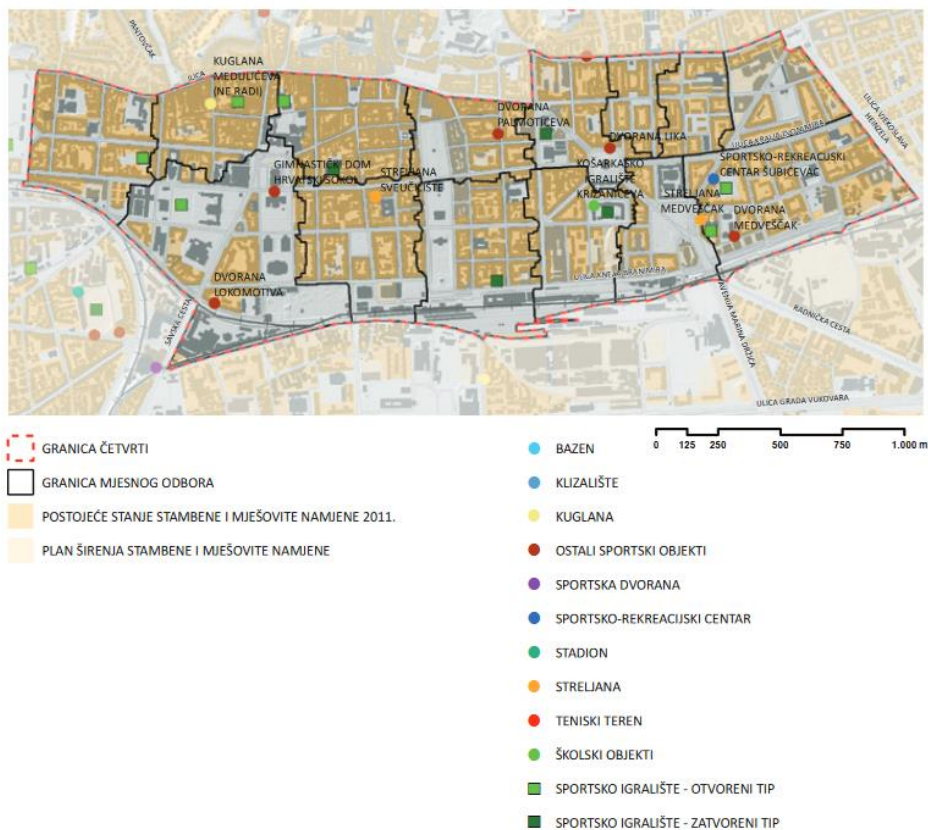 PANTOVČAK
ILICA
KUGLANA
MEDULIĆEVA
(NE RADI)
DVORANA
PALMOTIĆEVA
ULICA VJEKOSLAVA
HEINZELA
DVORANA LIKA
ULICA KRALJA ZVONIMIRA
GIMNASTIČKI DOM
HRVATSKI SOKOL
STRELJANA
SVEUČILIŠTE
KOŠARKAŠKO
IGRALIŠTE
KRIŽANIĆEVA
SPORTSKO-REKREACIJSKI
CENTAR ŠUBIĆEVAC
STRELJANA
MEDVEŠČAK
DVORANA
MEDVEŠČAK
DVORANA
LOKOMOTIVA
ULICA KNEZA BRANIMIRA
SAVSKA CESTA
AVENIJA MARINA DRŽIĆA
RADNIČKA CESTA
ULICA GRADA VUKOVARA
0 125 250 500 750 1.000 m
GRANICA ČETVRTI
GRANICA MJESNOG ODBORA
POSTOJEĆE STANJE STAMBENE I MJEŠOVITE NAMJENE 2011.
PLAN ŠIRENJA STAMBENE I MJEŠOVITE NAMJENE
BAZEN
KLIZALIŠTE
KUGLANA
OSTALI SPORTSKI OBJEKTI
SPORTSKA DVORANA
SPORTSKO-REKREACIJSKI CENTAR
STADION
STRELJANA
TENISKI TEREN
ŠKOLSKI OBJEKTI
SPORTSKO IGRALIŠTE - OTVORENI TIP
SPORTSKO IGRALIŠTE - ZATVORENI TIP